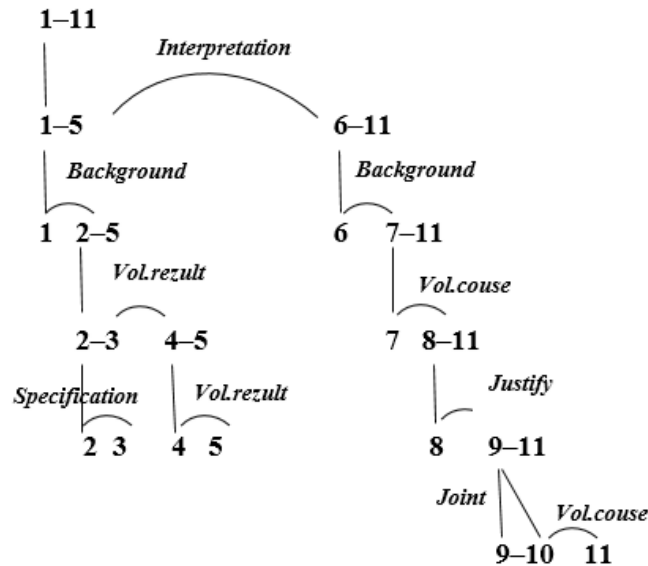 1–11
Interpretation
1–5 6–11
Background Background
1 2–5 6 7–11
Vol.rezult Vol.couse
2–3 4–5 7 8–11
Specification Vol.rezult Justify
2 3 4 5 8 9–11
Joint Vol.couse
9–10 11